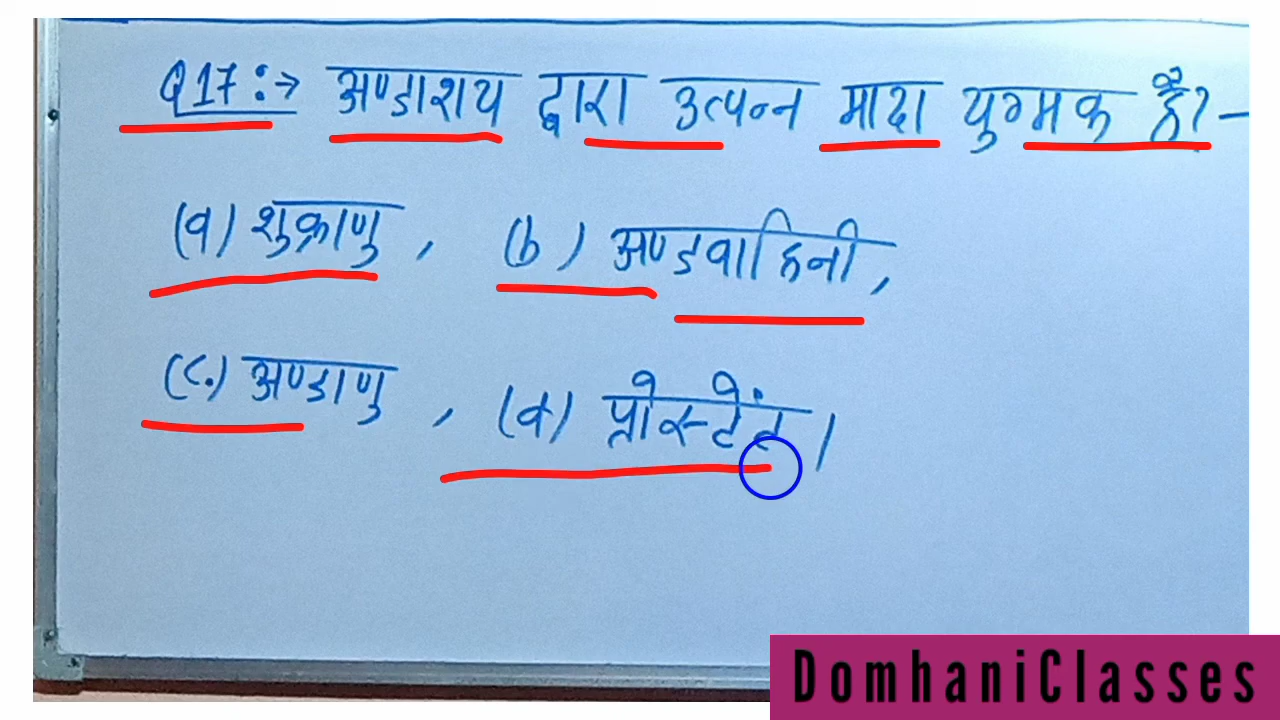 Q17:→ अण्डाशय द्वारा उत्पन्न मादा युग्मक है? -
(a) शुक्राणु , (b) अण्डवाहिनी,
(c.) अण्डाणु , (d) प्रोस्टेंट।
DomhaniClasses